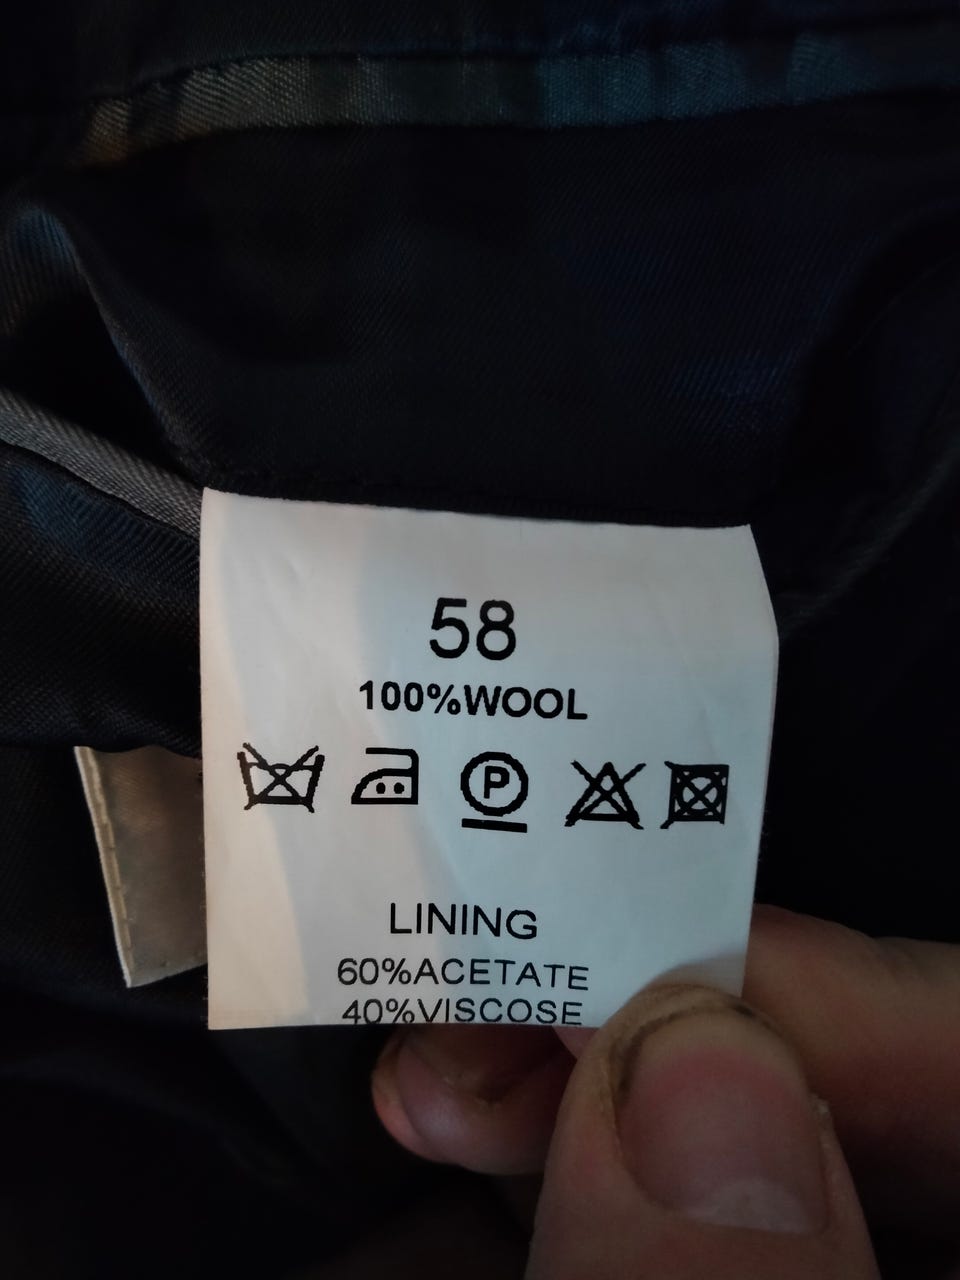 58
100%WOOL
P
LINING
60%ACETATE
40%VISCOSE